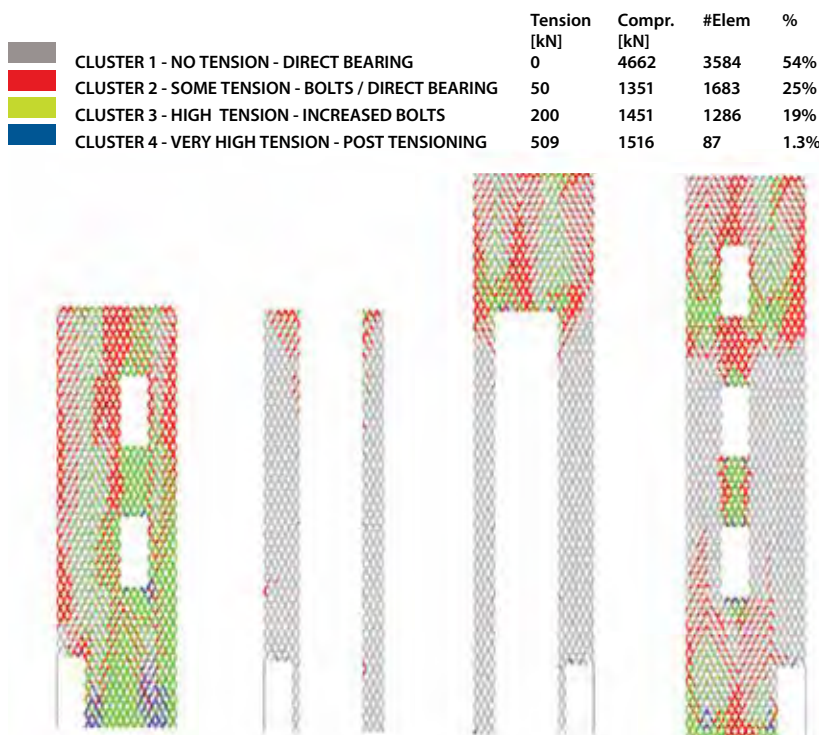 Tension Compr. #Elem %
[kN] [kN]
CLUSTER 1 - NO TENSION - DIRECT BEARING 0 4662 3584 54%
CLUSTER 2 - SOME TENSION - BOLTS / DIRECT BEARING 50 1351 1683 25%
CLUSTER 3 - HIGH TENSION - INCREASED BOLTS 200 1451 1286 19%
CLUSTER 4 - VERY HIGH TENSION - POST TENSIONING 509 1516 87 1.3%